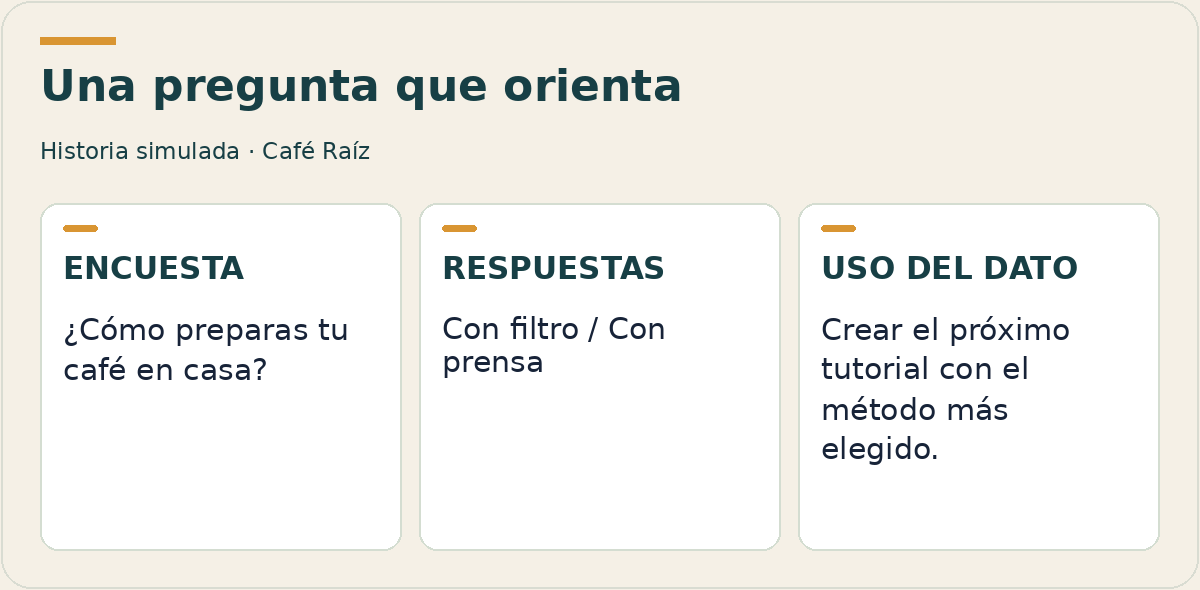 Una pregunta que orienta
Historia simulada · Café Raíz
ENCUESTA
¿Cómo preparas tu
café en casa?
RESPUESTAS
Con filtro / Con
prensa
USO DEL DATO
Crear el próximo
tutorial con el
método más
elegido.